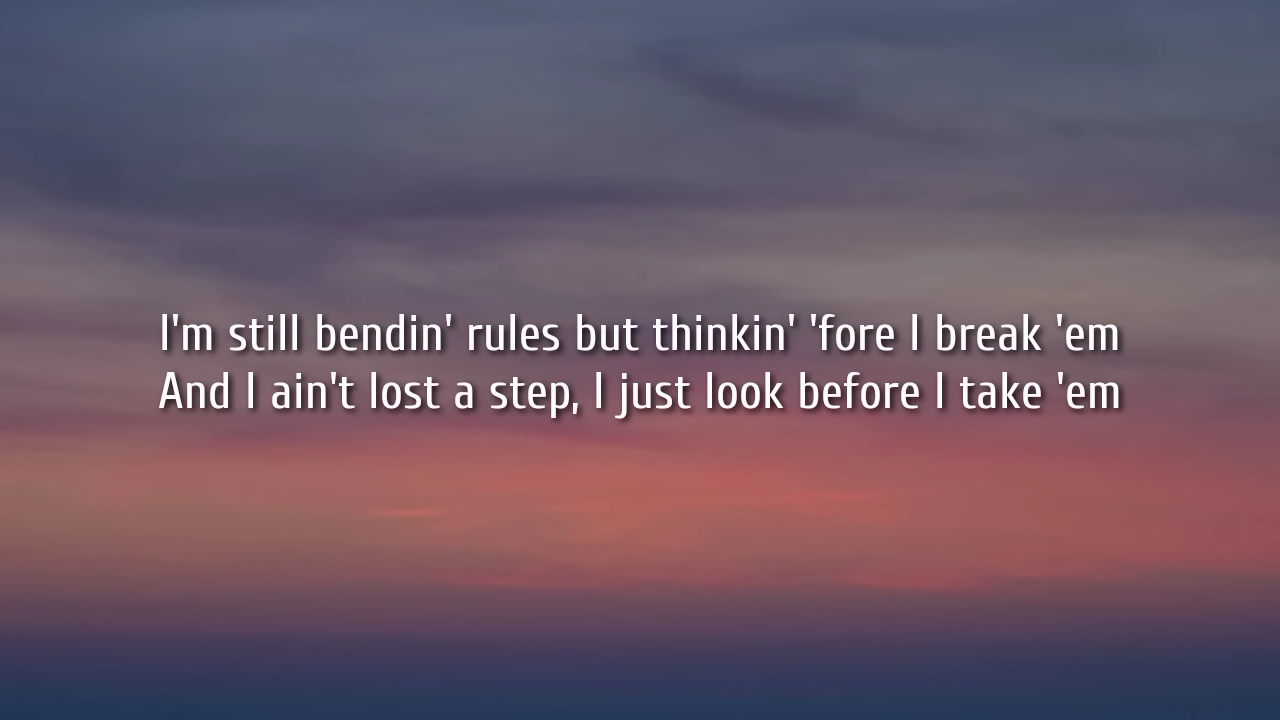 I'm still bendin' rules but thinkin' 'fore I break 'em
And I ain't lost a step, I just look before I take 'em